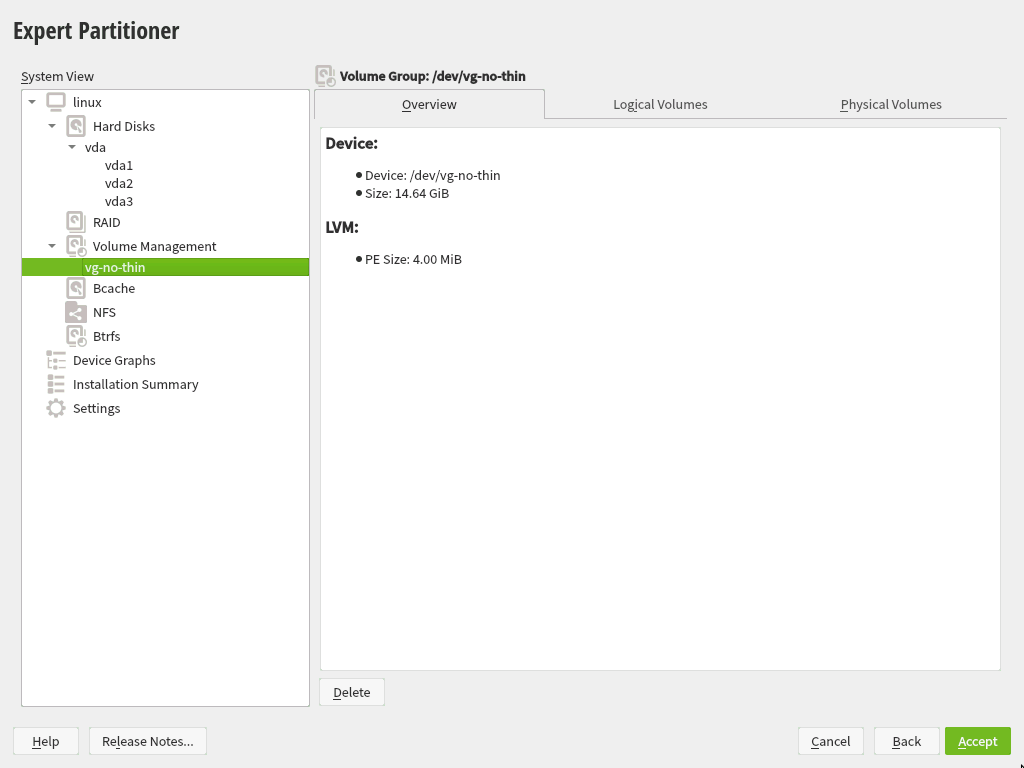 Expert Partitioner
System View
linux
Hard Disks
vda
vda1
vda2
vda3
RAID
Volume Management
vg-no-thin
Bcache
NFS
Btrfs
Device Graphs
Installation Summary
Settings
Volume Group: /dev/vg-no-thin
Overview Logical Volumes Physical Volumes
Device:
• Device: /dev/vg-no-thin
• Size: 14.64 GiB
LVM:
• PE Size: 4.00 MiB
Delete
Help Release Notes... Cancel Back Accept